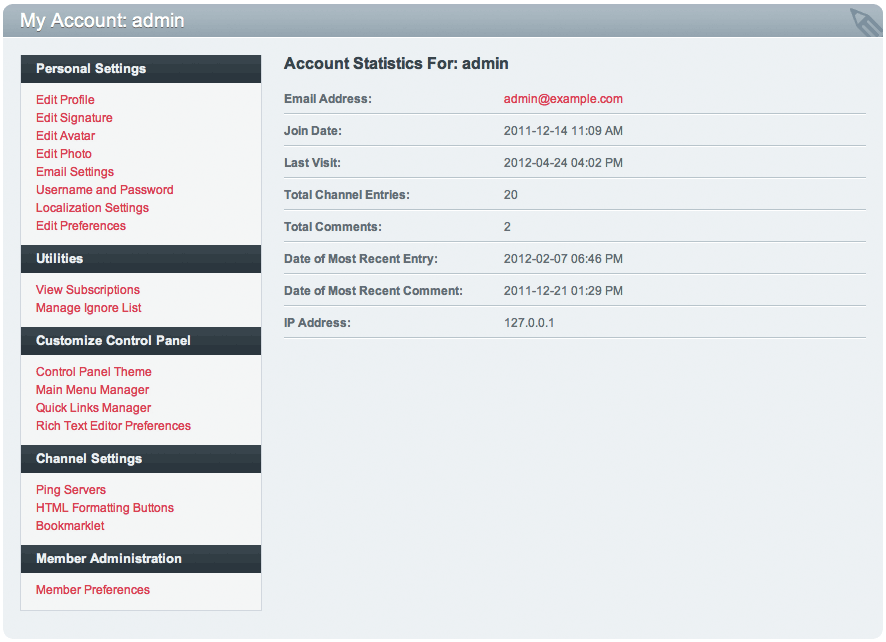 My Account: admin
Personal Settings
Edit Profile
Edit Signature
Edit Avatar
Edit Photo
Email Settings
Username and Password
Localization Settings
Edit Preferences
Utilities
View Subscriptions
Manage Ignore List
Customize Control Panel
Control Panel Theme
Main Menu Manager
Quick Links Manager
Rich Text Editor Preferences
Channel Settings
Ping Servers
HTML Formatting Buttons
Bookmarklet
Member Administration
Member Preferences
Account Statistics For: admin
Email Address: admin@example.com
Join Date: 2011-12-14 11:09 AM
Last Visit: 2012-04-24 04:02 PM
Total Channel Entries: 20
Total Comments: 2
Date of Most Recent Entry: 2012-02-07 06:46 PM
Date of Most Recent Comment: 2011-12-21 01:29 PM
IP Address: 127.0.0.1